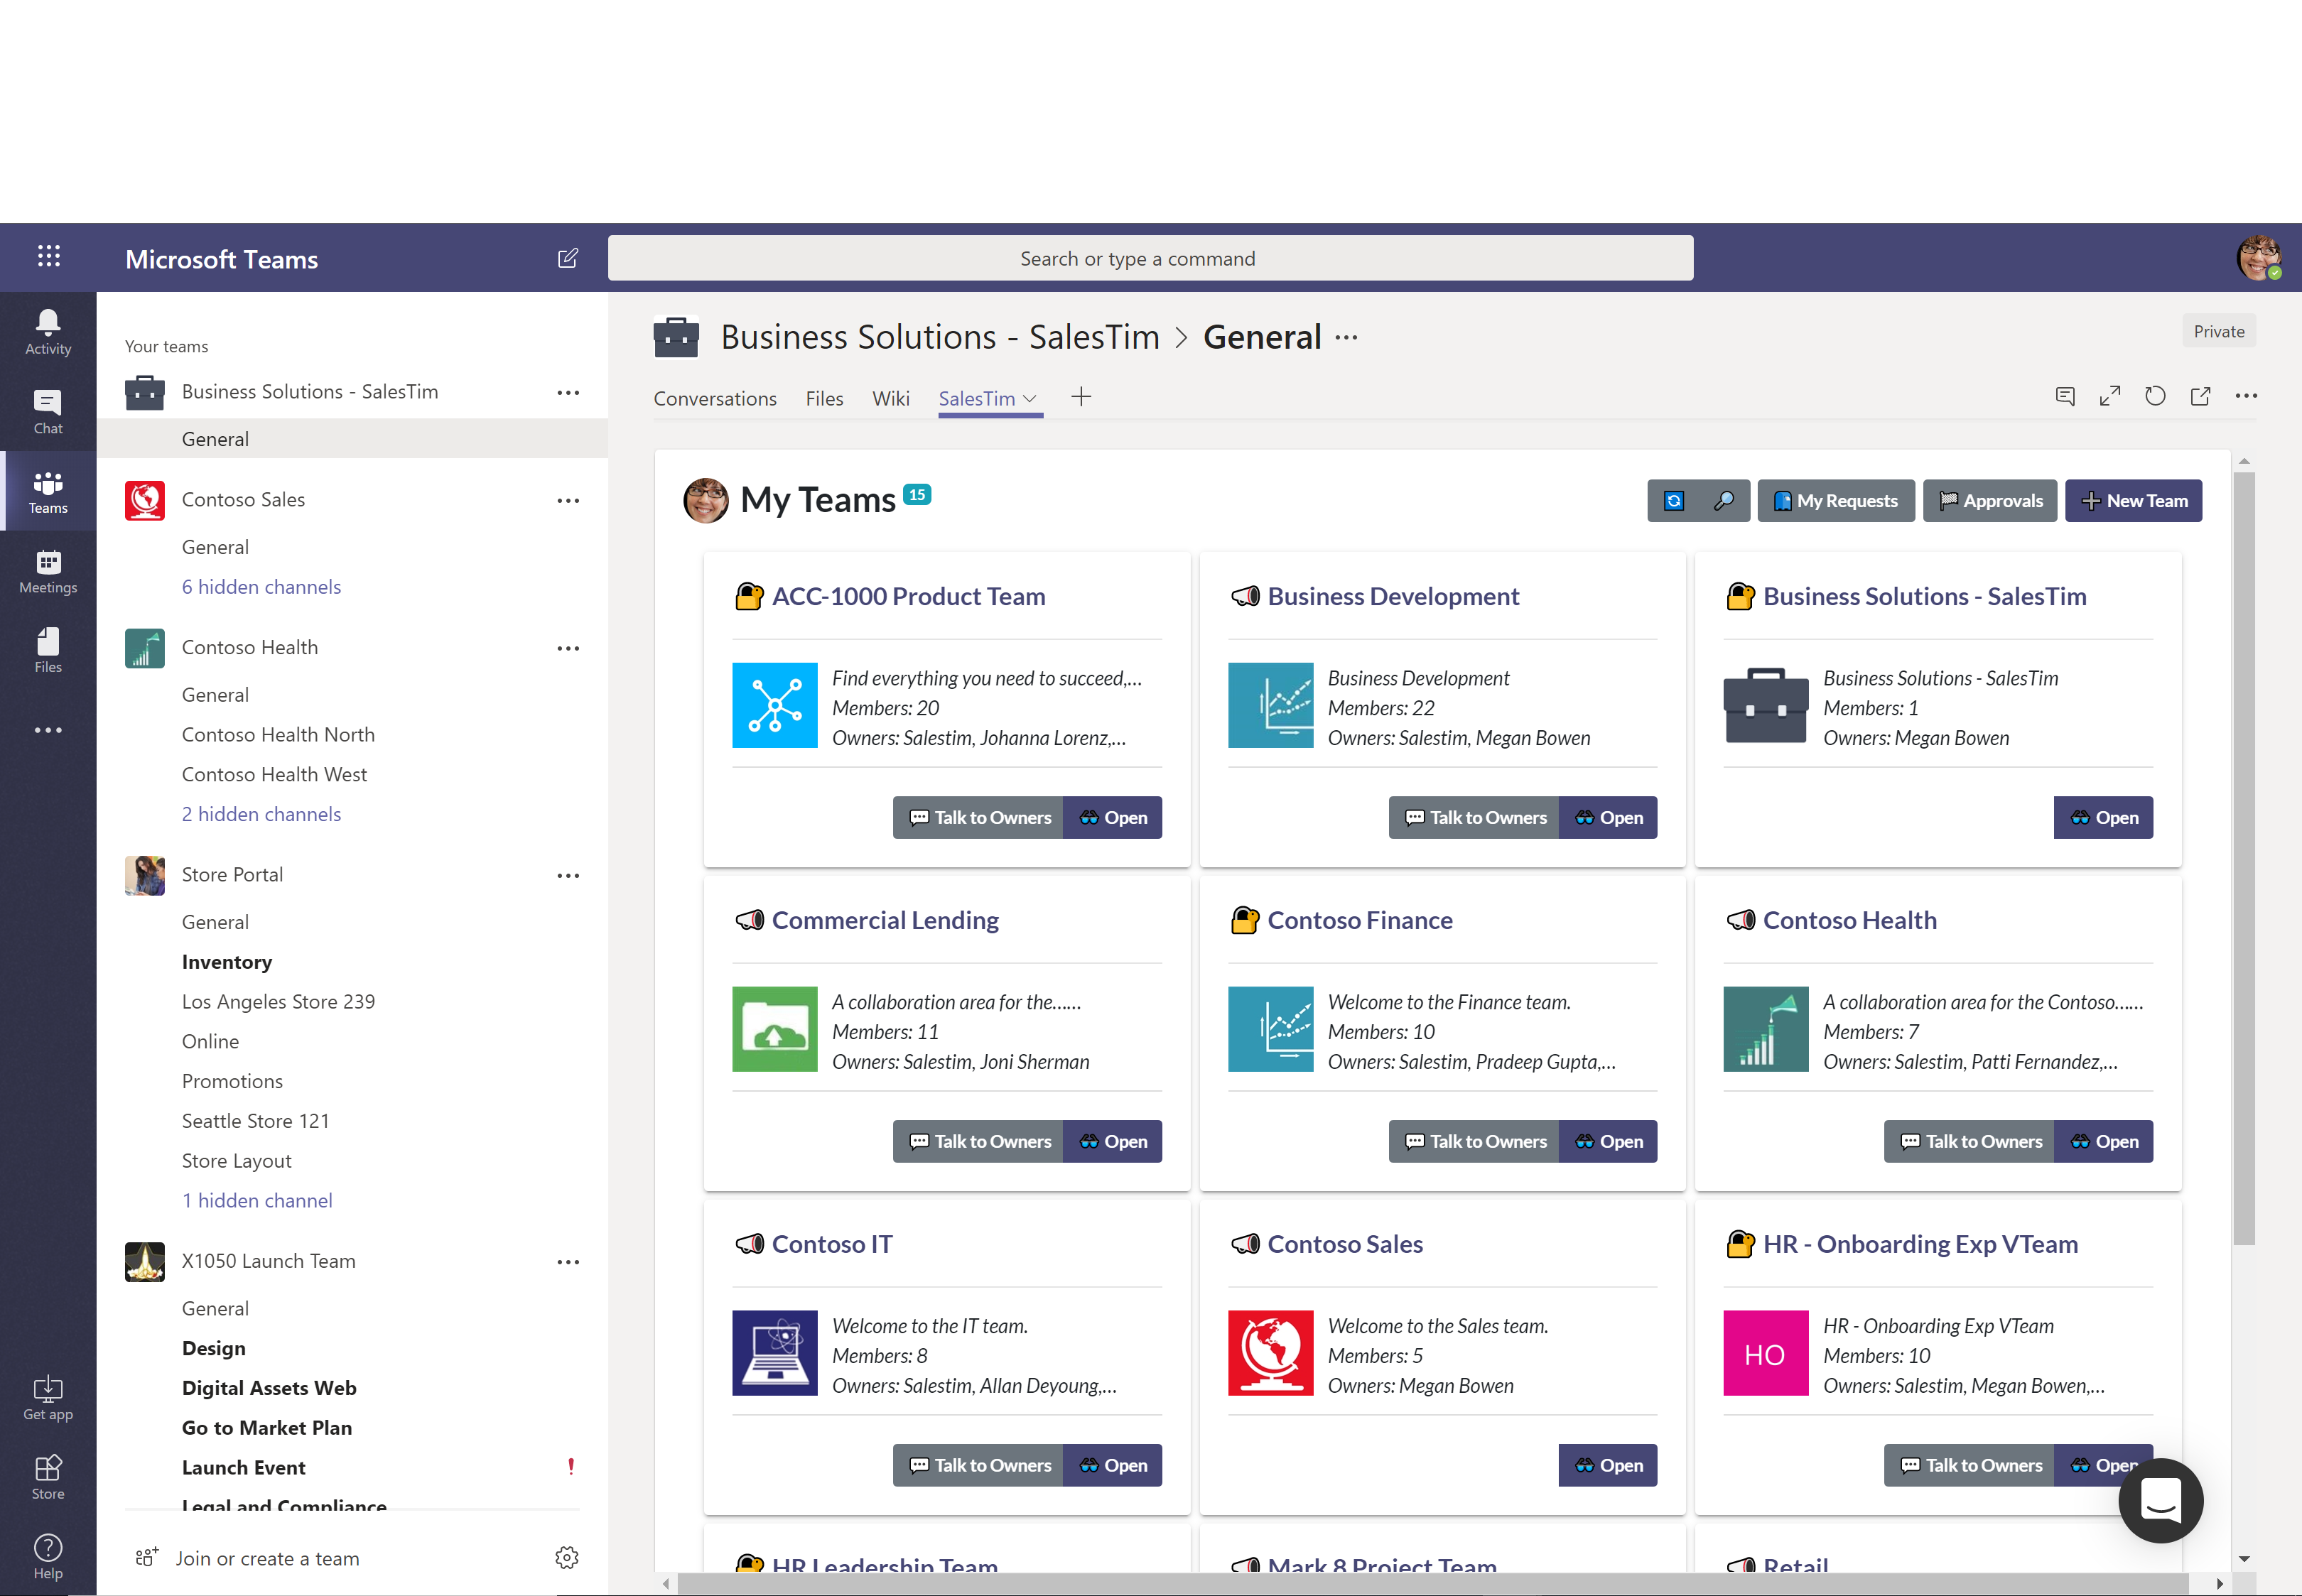 Microsoft Teams
Search or type a command
Activity
Chat
Teams
Meetings
Files
Get app
Store
Help
Your teams
Business Solutions - SalesTim
General
Contoso Sales
General
6 hidden channels
Contoso Health
General
Contoso Health North
Contoso Health West
2 hidden channels
Store Portal
General
Inventory
Los Angeles Store 239
Online
Promotions
Seattle Store 121
Store Layout
1 hidden channel
X1050 Launch Team
General
Design
Digital Assets Web
Go to Market Plan
Launch Event
Legal and Compliance
Join or create a team
Business Solutions - SalesTim > General
Private
Conversations Files Wiki SalesTim
My Teams 15
My Requests Approvals New Team
ACC-1000 Product Team
Find everything you need to succeed,...
Members: 20
Owners: Salestim, Johanna Lorenz,...
Talk to Owners Open
Business Development
Business Development
Members: 22
Owners: Salestim, Megan Bowen
Talk to Owners Open
Business Solutions - SalesTim
Business Solutions - SalesTim
Members: 1
Owners: Megan Bowen
Open
Commercial Lending
A collaboration area for the......
Members: 11
Owners: Salestim, Joni Sherman
Talk to Owners Open
Contoso Finance
Welcome to the Finance team.
Members: 10
Owners: Salestim, Pradeep Gupta,...
Talk to Owners Open
Contoso Health
A collaboration area for the Contoso......
Members: 7
Owners: Salestim, Patti Fernandez,...
Talk to Owners Open
Contoso IT
Welcome to the IT team.
Members: 8
Owners: Salestim, Allan Deyoung,...
Talk to Owners Open
Contoso Sales
Welcome to the Sales team.
Members: 5
Owners: Megan Bowen
Open
HR - Onboarding Exp VTeam
HO
HR - Onboarding Exp VTeam
Members: 10
Owners: Salestim, Megan Bowen,...
Talk to Owners Open
HR Leadership Team
Mark 8 Project Team
Retail